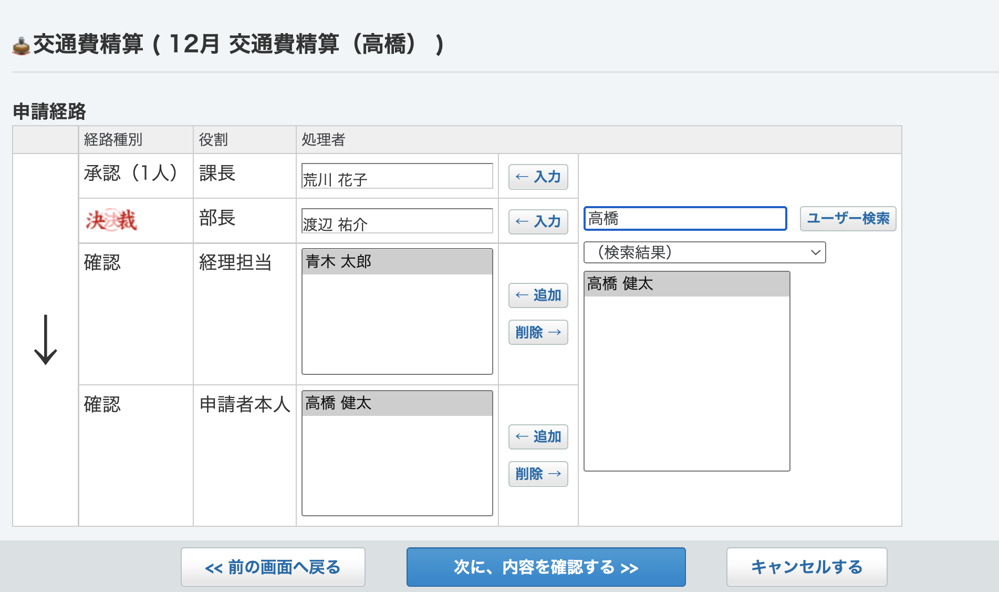 交通費精算 ( 12月 交通費精算（高橋） )
申請経路
経路種別 役割 処理者
承認（1人） 課長 荒川 花子 ← 入力
決裁 部長 渡辺 祐介 ← 入力 高橋 ユーザー検索
（検索結果）
確認 経理担当 青木 太郎
高橋 健太
← 追加
削除 →
確認 申請者本人 高橋 健太
← 追加
削除 →
<< 前の画面へ戻る 次に、内容を確認する >> キャンセルする